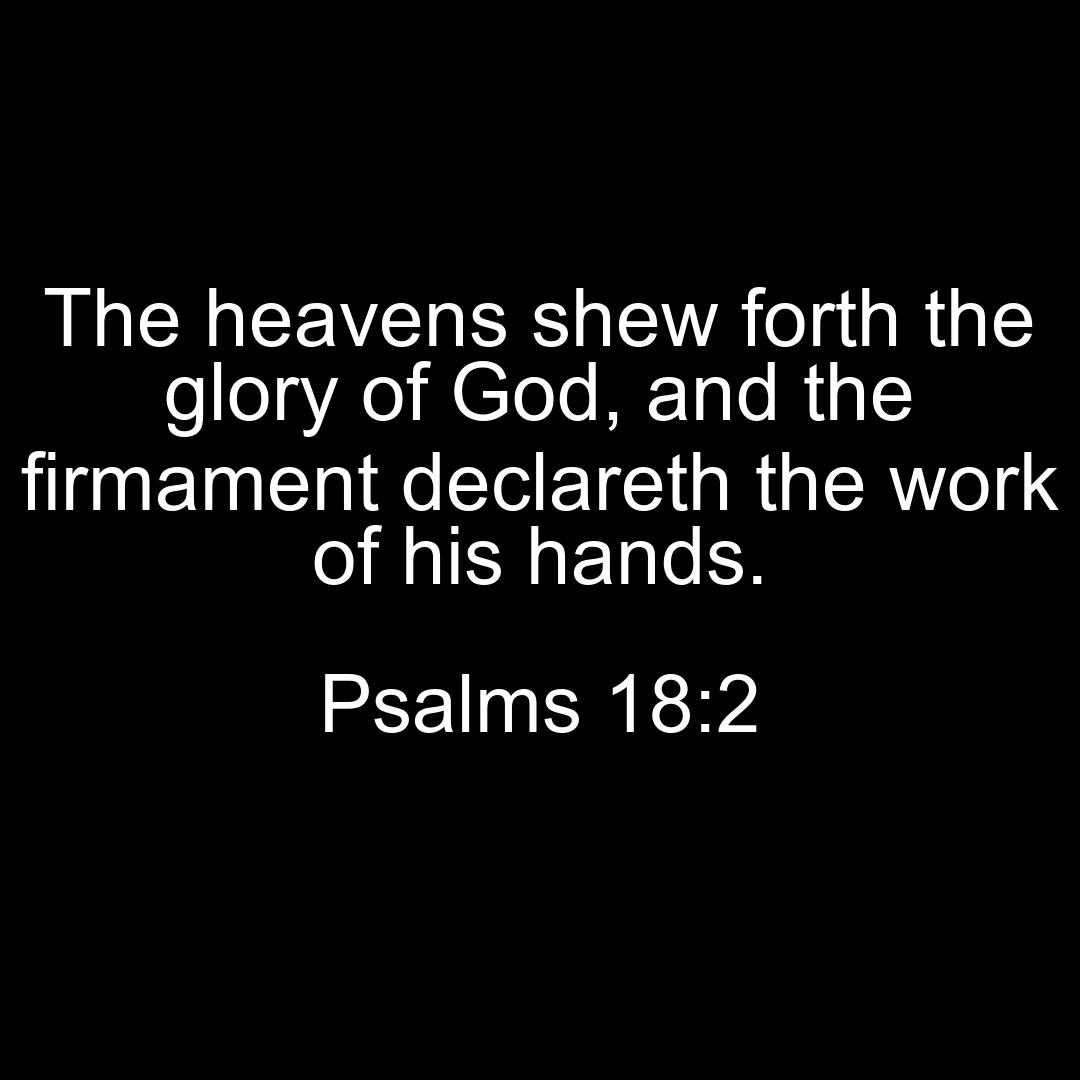 The heavens shew forth the
glory of God, and the
firmament declareth the work
of his hands.
Psalms 18:2